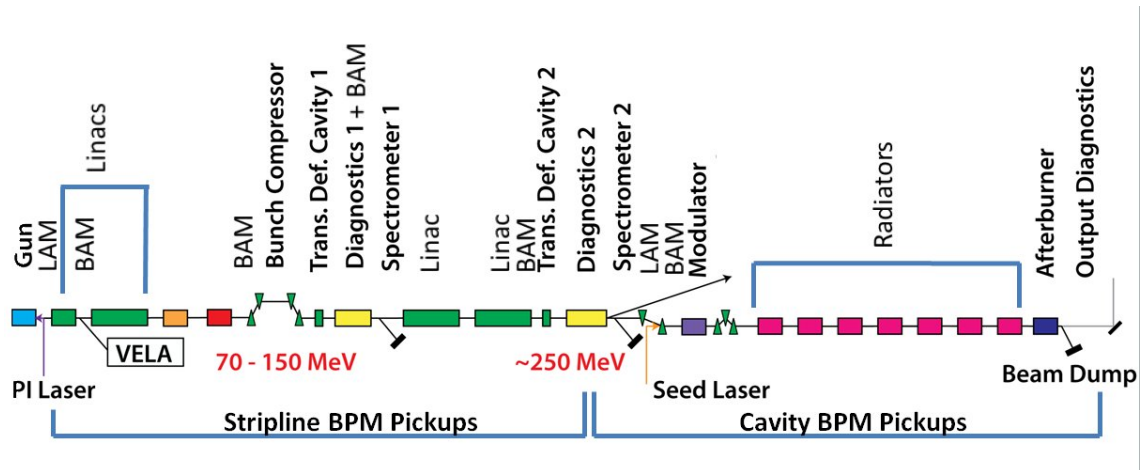 Linacs
Gun
LAM
BAM
BAM
Bunch Compressor
Trans. Def. Cavity 1
Diagnostics 1 + BAM
Spectrometer 1
Linac
Linac
BAM
Trans. Def. Cavity 2
Diagnostics 2
Spectrometer 2
LAM
BAM
Modulator
Radiators
Afterburner
Output Diagnostics
VELA
70 - 150 MeV
~250 MeV
PI Laser
Seed Laser
Beam Dump
Stripline BPM Pickups
Cavity BPM Pickups